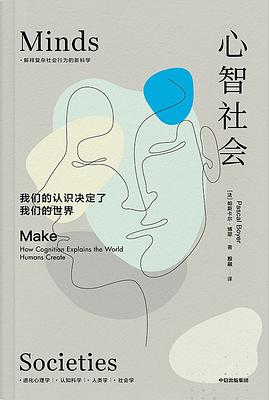 Minds
·解释复杂社会行为的新科学
心智社会
[法] 帕斯卡尔·博耶 著
Pascal Boyer
殷融 译
我们的认识决定了
我们的世界
Make
How Cognition Explains the World
Humans Create
Societies
·进化心理学|·认知科学|·人类学|·社会学
中信出版集团